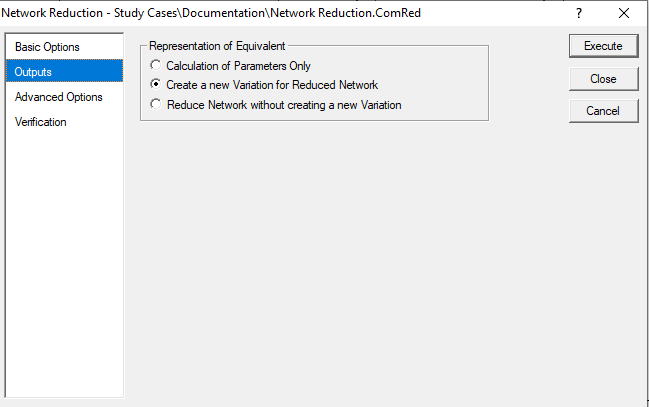 Network Reduction - Study Cases\Documentation\Network Reduction.ComRed ?
Basic Options
Outputs
Advanced Options
Verification
Representation of Equivalent
Calculation of Parameters Only
Create a new Variation for Reduced Network
Reduce Network without creating a new Variation
Execute
Close
Cancel